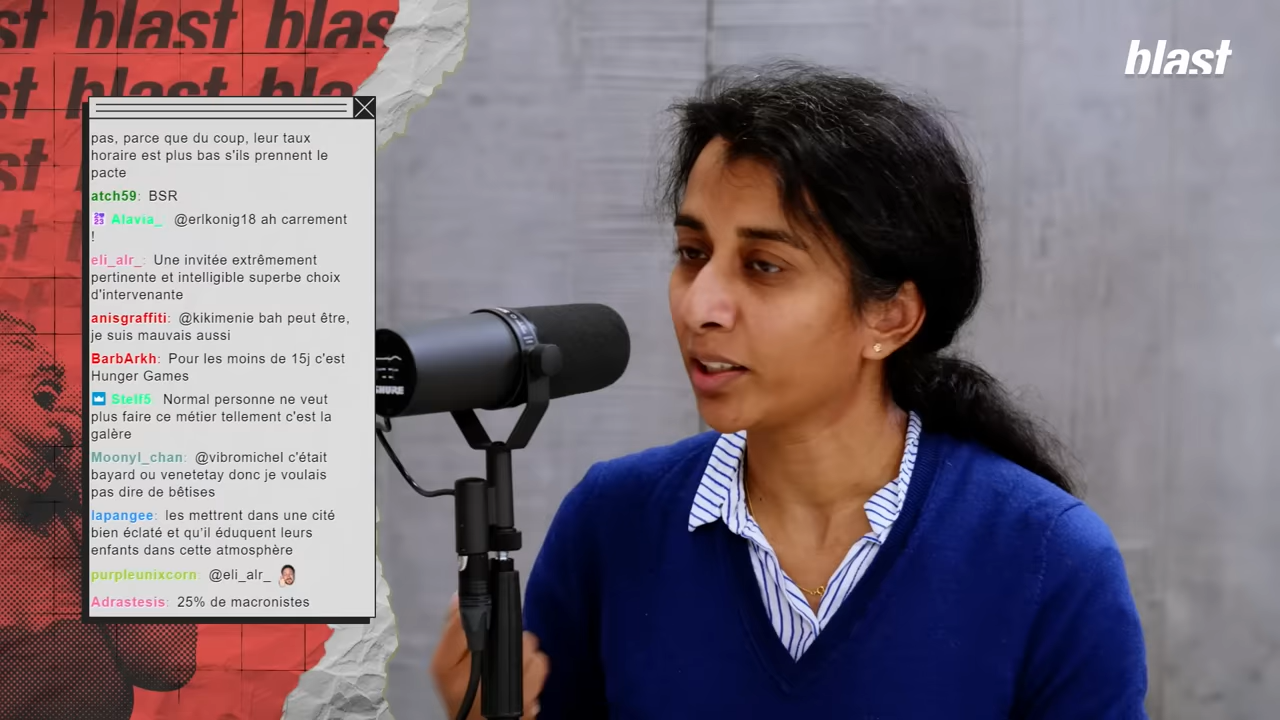 st blast blast
st blast bla
st
st
blast
pas, parce que du coup, leur taux
horaire est plus bas s'ils prennent le
pacte
atch59: BSR
Alavia_ @erlkonig18 ah carrement
!
eli_alr_: Une invitée extrêmement
pertinente et intelligible superbe choix
d'intervenante
anisgraffiti: @kikimenie bah peut être,
je suis mauvais aussi
BarbArkh: Pour les moins de 15j c'est
Hunger Games
Stelf5 Normal personne ne veut
plus faire ce métier tellement c'est la
galère
Moonyl_chan: @vibromichel c'était
bayard ou venetetay donc je voulais
pas dire de bêtises
lapangee: les mettrent dans une cité
bien éclaté et qu'il éduquent leurs
enfants dans cette atmosphère
purpleunixcorn: @eli_alr_
Adrastesis: 25% de macronistes
SHURE